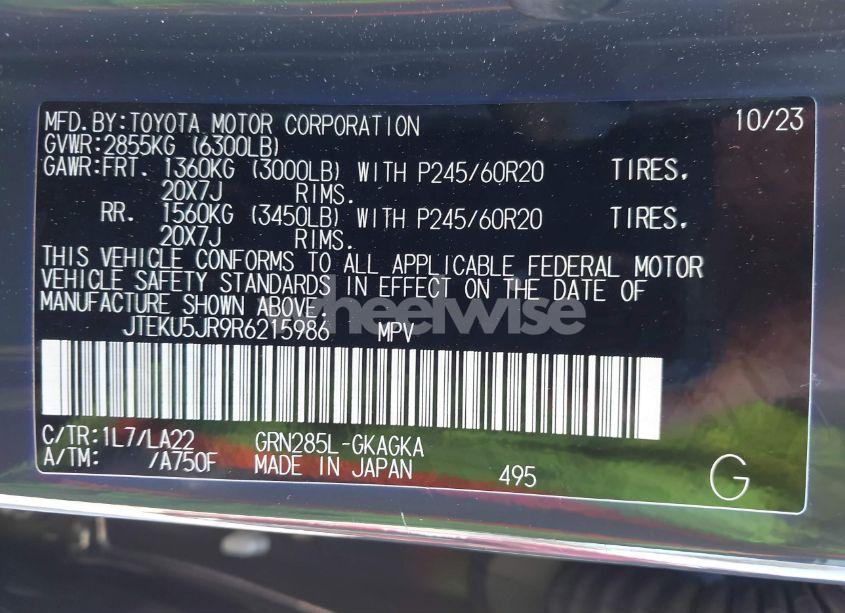 MFD.BY:TOYOTA MOTOR CORPORATION 10/23
GVWR:2855KG (6300LB)
GAWR:FRT. 1360KG (3000LB) WITH P245/60R20 TIRES.
20X7J RIMS.
RR. 1560KG (3450LB) WITH P245/60R20 TIRES.
20X7J RIMS.
THIS VEHICLE CONFORMS TO ALL APPLICABLE FEDERAL MOTOR
VEHICLE SAFETY STANDARDS IN EFFECT ON THE DATE OF
MANUFACTURE SHOWN ABOVE.
wheelwise
JTEKU5JR9R6215986 MPV
C/TR:1L7/LA22 GRN285L-GKAGKA
A/TM: /A750F MADE IN JAPAN 495 G